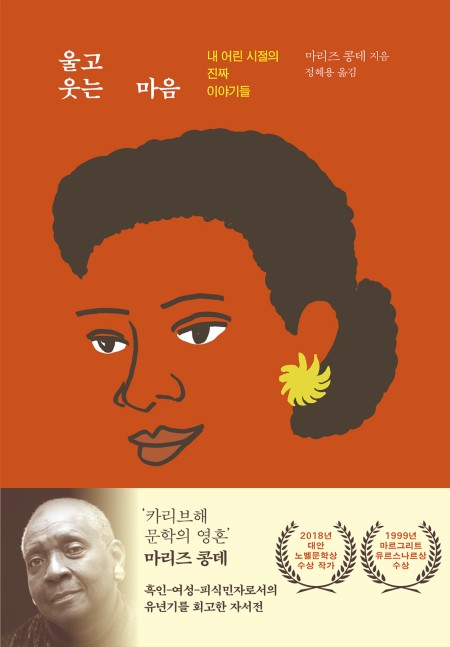 울고
웃는 마음
내 어린 시절의
진짜
이야기들
마리즈 콩데 지음
정혜용 옮김
‘카리브해
문학의 영혼’
마리즈 콩데
흑인-여성-피식민자로서의
유년기를 회고한 자서전
2018년
대안
노벨문학상
수상 작가
1999년
마르그리트
유르스나르상
수상